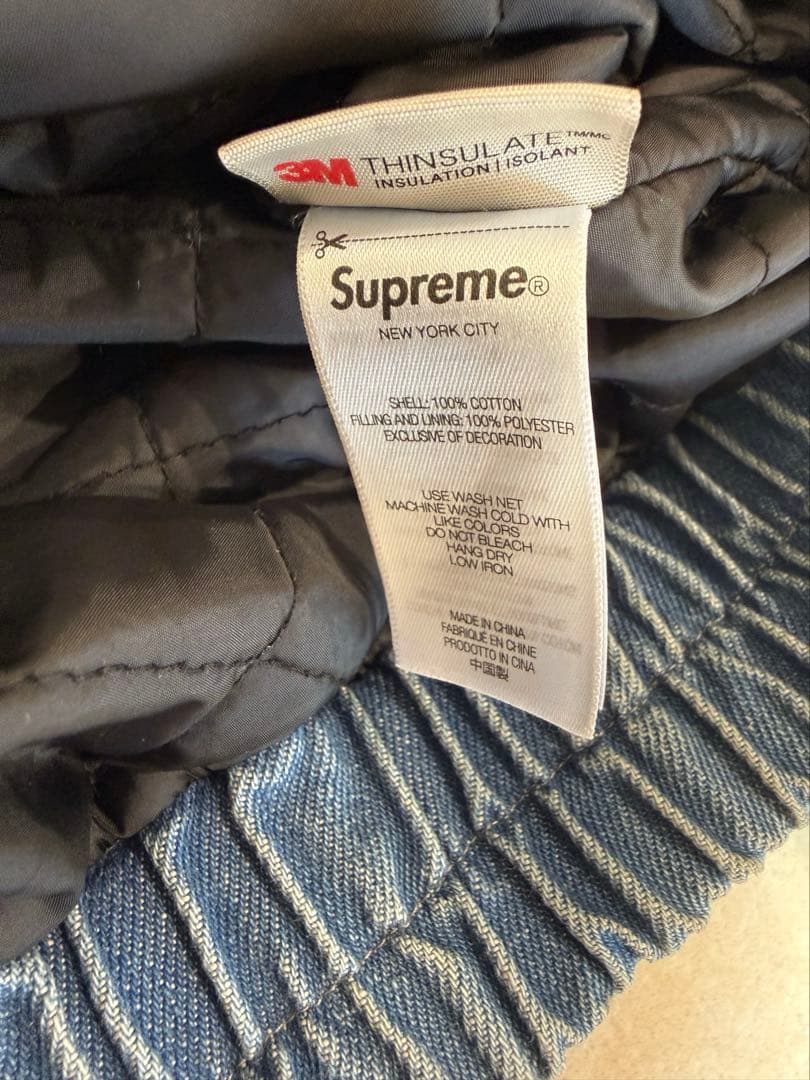 3M THINSULATE™/MC
INSULATION | ISOLANT
Supreme®
NEW YORK CITY
SHELL: 100% COTTON
FILLING AND LINING: 100% POLYESTER
EXCLUSIVE OF DECORATION
USE WASH NET
MACHINE WASH COLD WITH
LIKE COLORS
DO NOT BLEACH
HANG DRY
LOW IRON
MADE IN CHINA
FABRIQUÉ EN CHINE
PRODOTTO IN CINA
中国製